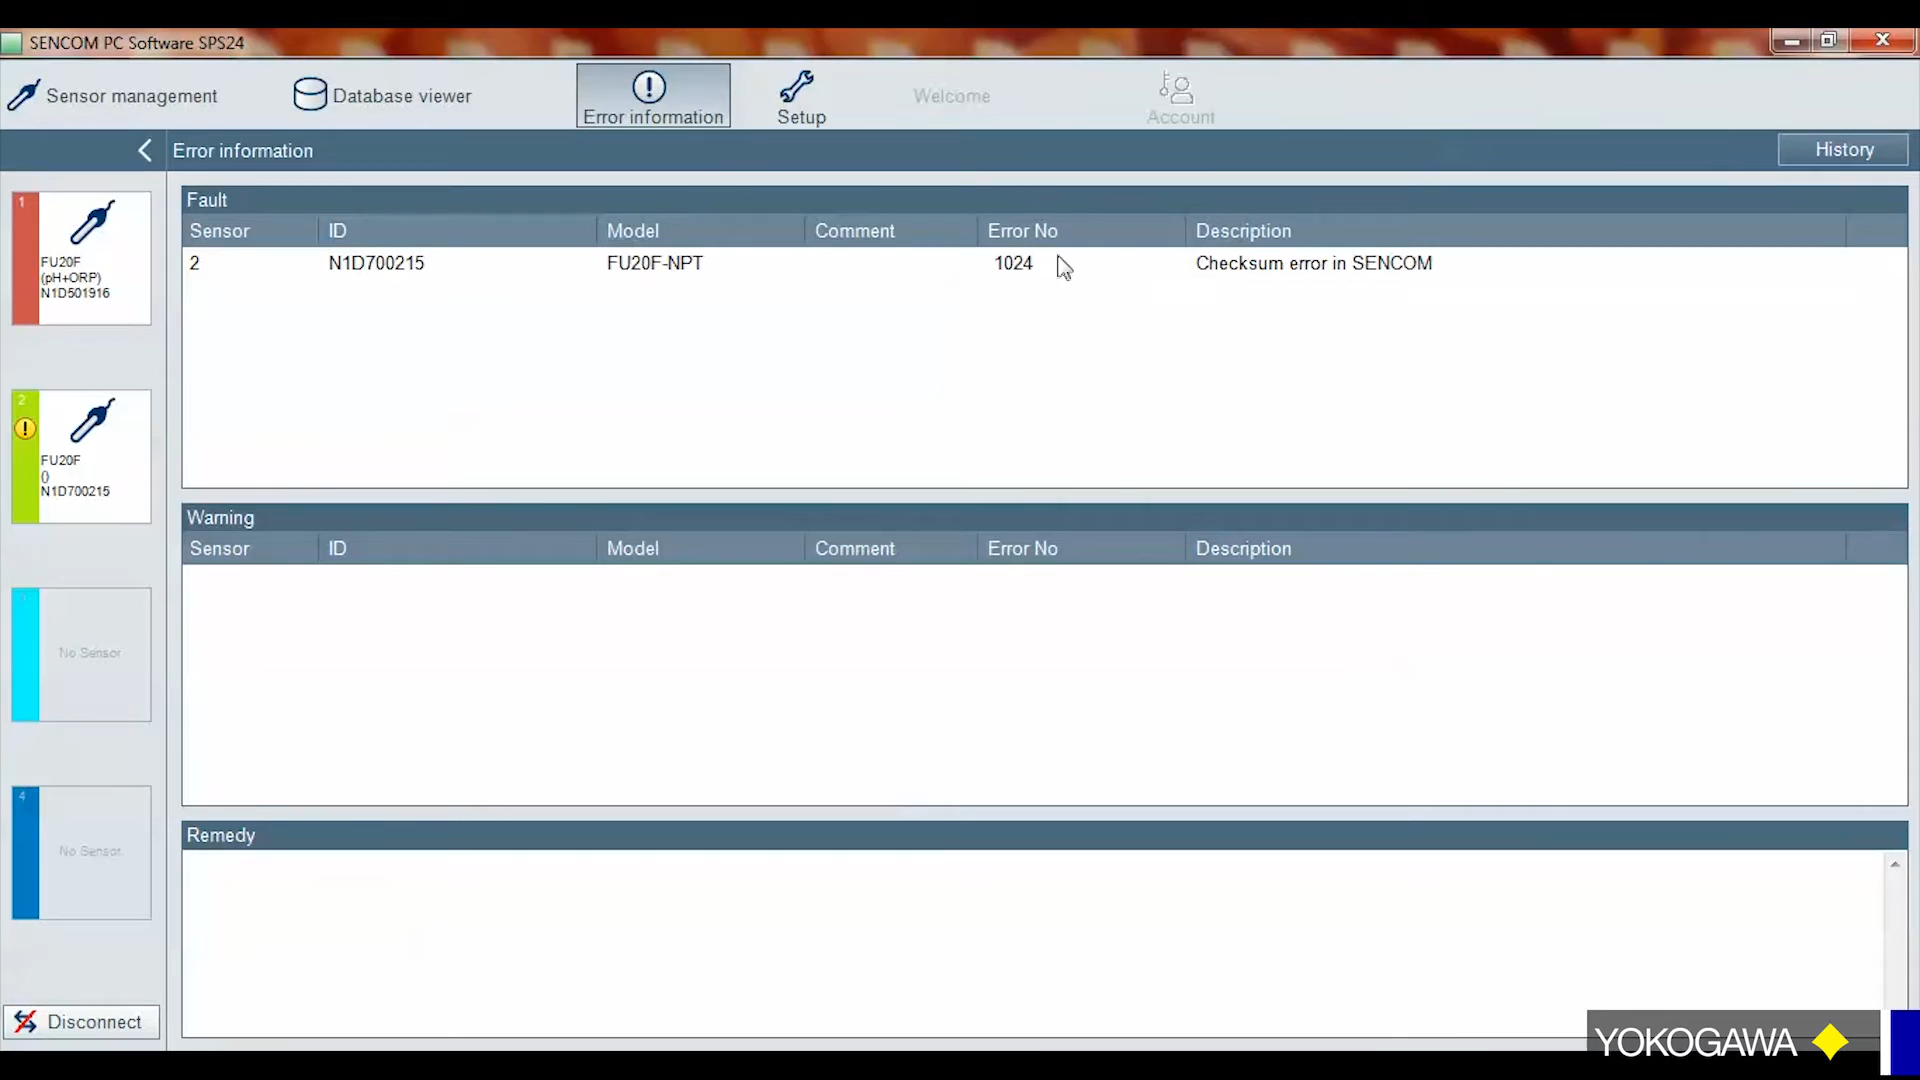 SENCOM PC Software SPS24
Sensor management
Database viewer
Error information
Setup
Welcome
Account
Error information
History
1
FU20F
(pH+ORP)
N1D501916
2
FU20F
()
N1D700215
No Sensor
4
No Sensor
Disconnect
Fault
Sensor ID Model Comment Error No Description
2 N1D700215 FU20F-NPT 1024 Checksum error in SENCOM
Warning
Sensor ID Model Comment Error No Description
Remedy
YOKOGAWA